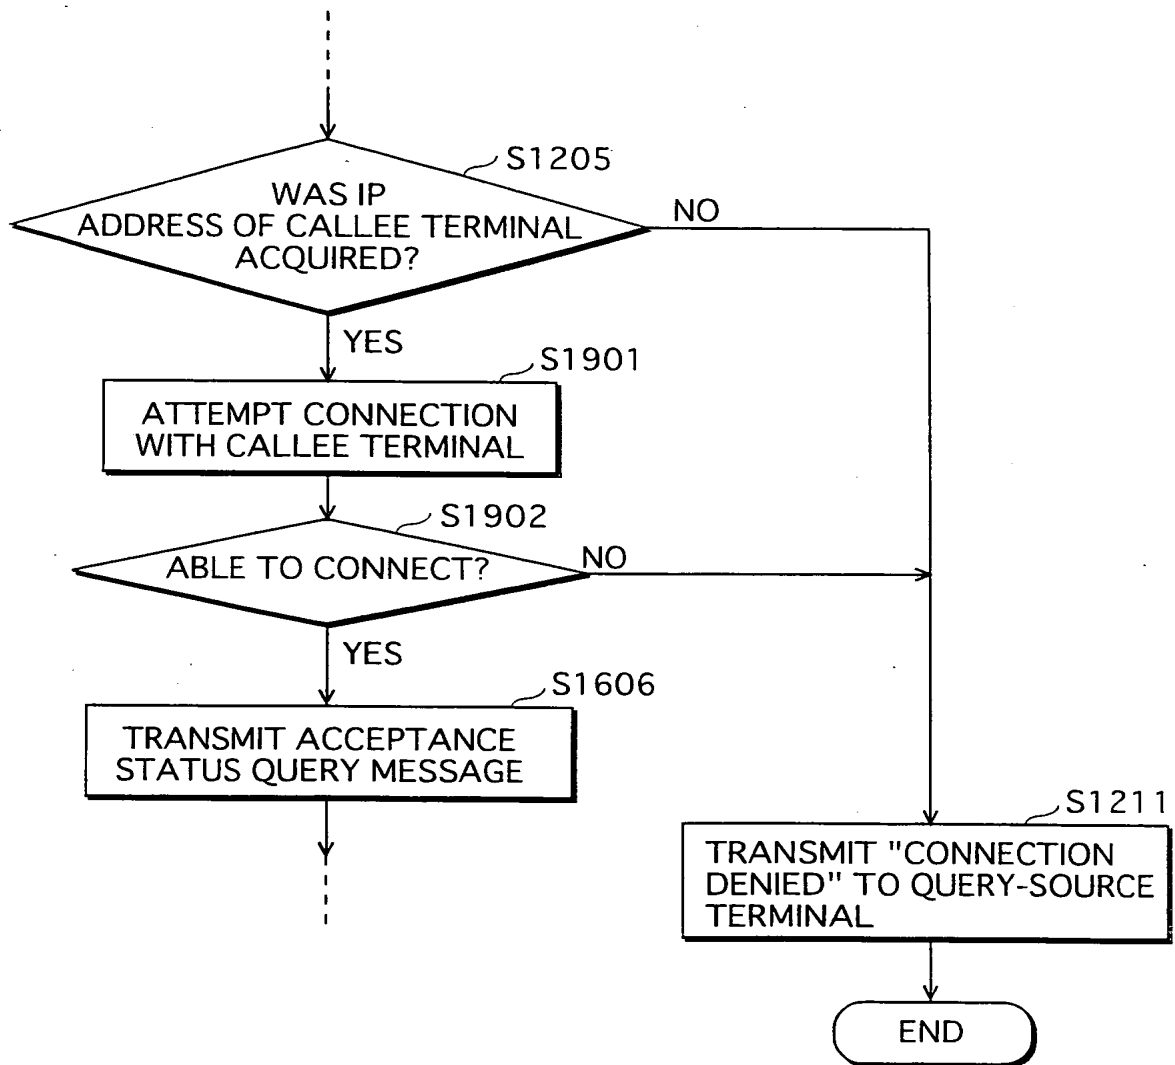 S1205
WAS IP
ADDRESS OF CALLEE TERMINAL
ACQUIRED?
NO
YES
S1901
ATTEMPT CONNECTION
WITH CALLEE TERMINAL
S1902
ABLE TO CONNECT?
NO
YES
S1606
TRANSMIT ACCEPTANCE
STATUS QUERY MESSAGE
S1211
TRANSMIT "CONNECTION
DENIED" TO QUERY-SOURCE
TERMINAL
END